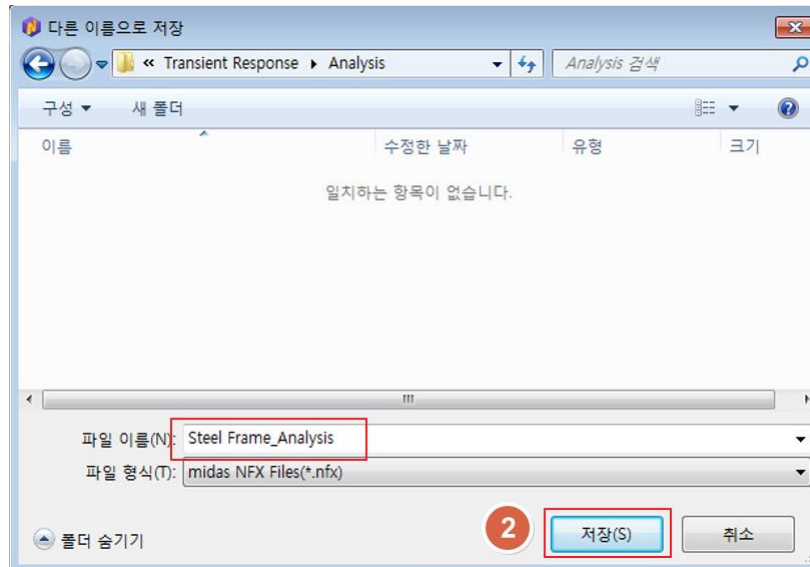 다른 이름으로 저장
« Transient Response ▸ Analysis
Analysis 검색
구성 ▼ 새 폴더
이름 수정한 날짜 유형 크기
일치하는 항목이 없습니다.
파일 이름(N): Steel Frame_Analysis
파일 형식(T): midas NFX Files(*.nfx)
폴더 숨기기 2 저장(S) 취소